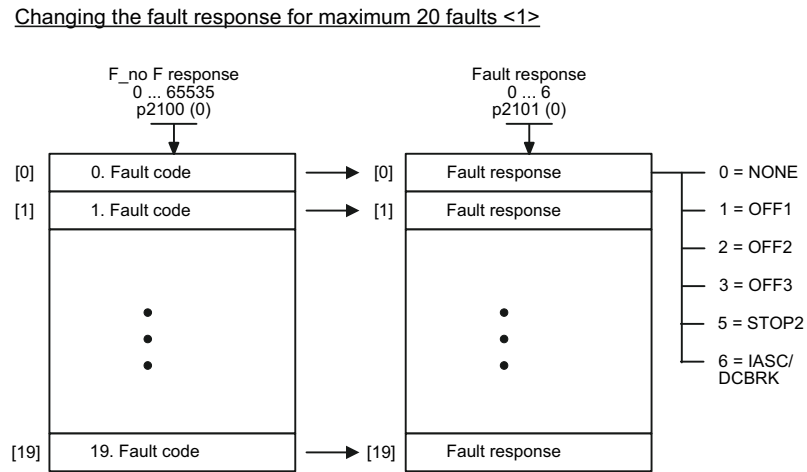 Changing the fault response for maximum 20 faults <1>
F_no F response
0 ... 65535
p2100 (0)
Fault response
0 ... 6
p2101 (0)
[0] 0. Fault code [0] Fault response 0 = NONE
[1] 1. Fault code [1] Fault response 1 = OFF1
2 = OFF2
3 = OFF3
5 = STOP2
6 = IASC/
DCBRK
[19] 19. Fault code [19] Fault response